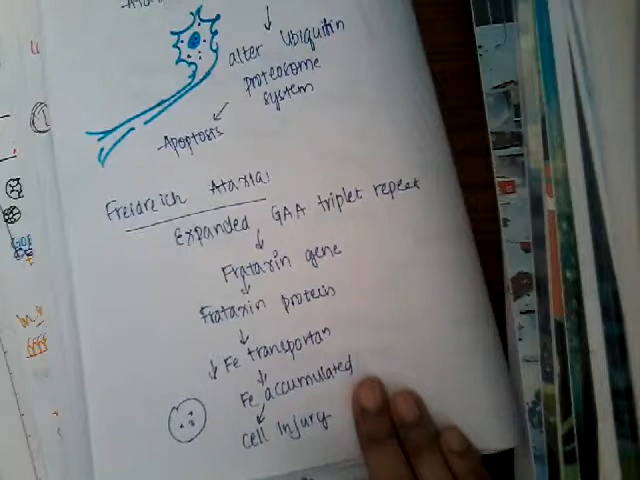 alter Ubiquitin
proteosome
system
Apoptosis
Freidreich Ataxia:
Expanded GAA triplet repeat
↓
Frataxin gene
↓
Frataxin protein
↓
↓ Fe transportan
↓
Fe accumulated
↓
cell Injury